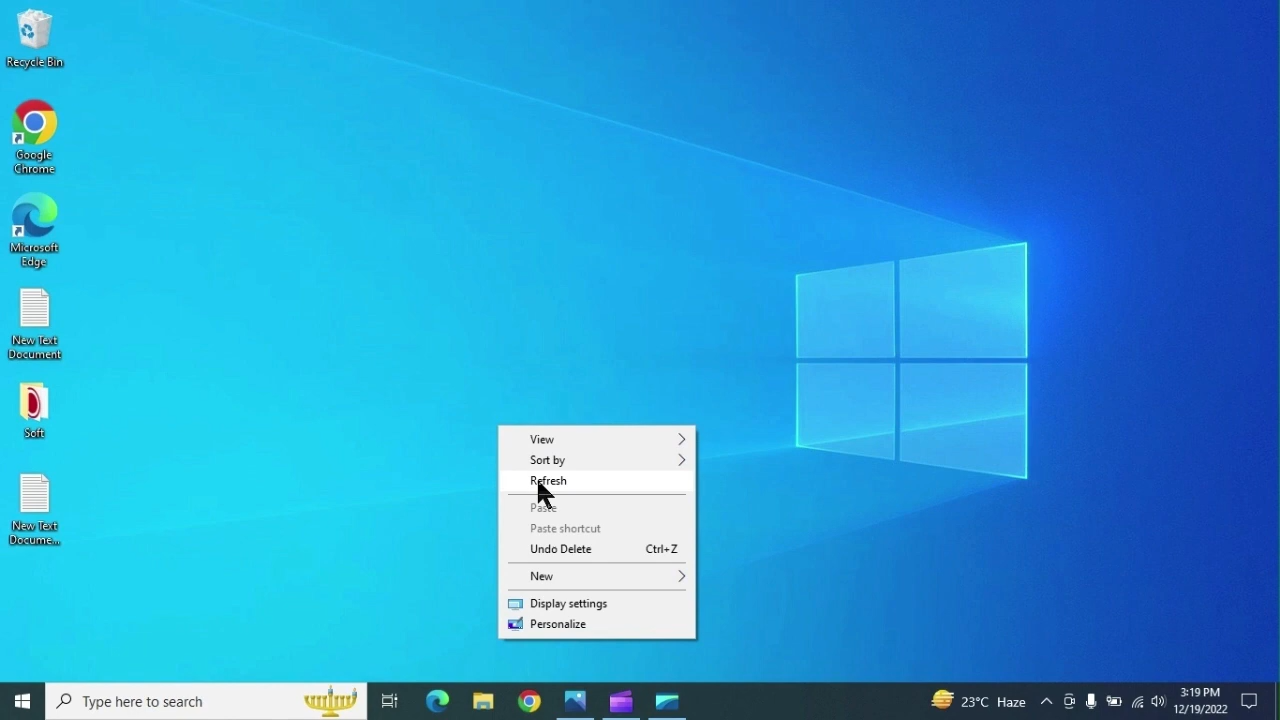 Recycle Bin
Google
Chrome
Microsoft
Edge
New Text
Document
Soft
New Text
Docume...
View
Sort by
Refresh
Paste
Paste shortcut
Undo Delete Ctrl+Z
New
Display settings
Personalize
Type here to search
23°C Haze
3:19 PM
12/19/2022